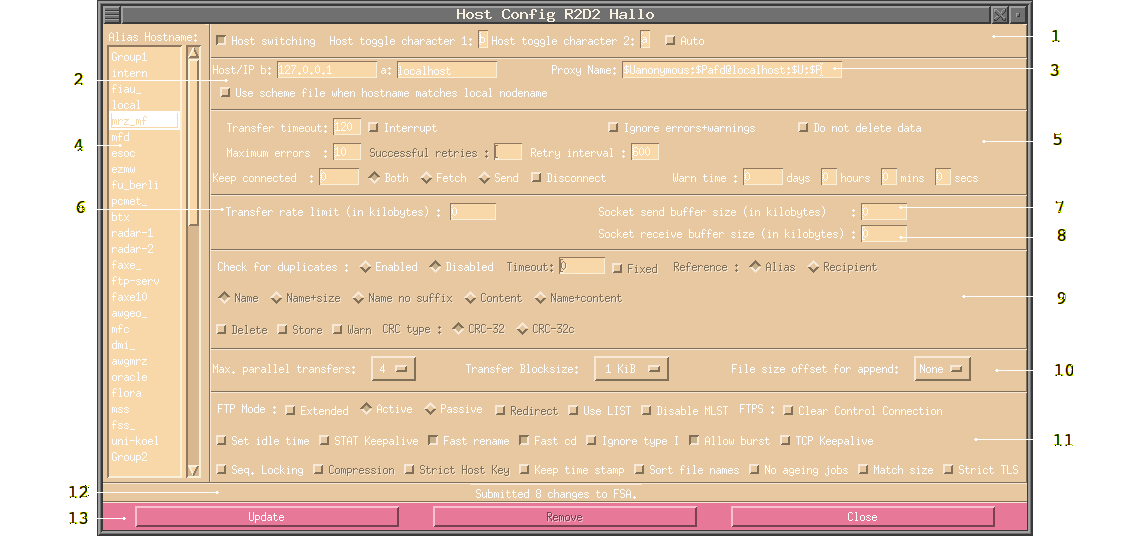 Host Config R2D2 Hallo
Alias Hostname:
Host switching Host toggle character 1: b Host toggle character 2: a Auto 1
Group1
intern
fiau_
local
mrz_mf
mfd
esoc
ezmw
fu_berli
pcmet_
btx
radar-1
radar-2
faxe_
ftp-serv
faxe10
awgeo_
mfc
dmi_
awgmrz
oracle
flora
mss
fss_
uni-koel
Group2
2 Host/IP b: 127.0.0.1 a: localhost Proxy Name: $Uanonymous;$Pafd@localhost;$U;$P 3
Use scheme file when hostname matches local nodename
4
Transfer timeout: 120 Interrupt Ignore errors+warnings Do not delete data
Maximum errors : 10 Successful retries : Retry interval : 600 5
Keep connected : 0 Both Fetch Send Disconnect Warn time : 0 days 0 hours 0 mins 0 secs
6 Transfer rate limit (in kilobytes) : 0 Socket send buffer size (in kilobytes) : 0 7
Socket receive buffer size (in kilobytes) : 0 8
Check for duplicates : Enabled Disabled Timeout: 0 Fixed Reference : Alias Recipient
Name Name+size Name no suffix Content Name+content 9
Delete Store Warn CRC type : CRC-32 CRC-32c
Max. parallel transfers: 4 Transfer Blocksize: 1 KiB File size offset for append: None 10
FTP Mode : Extended Active Passive Redirect Use LIST Disable MLST FTPS : Clear Control Connection
Set idle time STAT Keepalive Fast rename Fast cd Ignore type I Allow burst TCP Keepalive 11
Seq. Locking Compression Strict Host Key Keep time stamp Sort file names No ageing jobs Match size Strict TLS
12 Submitted 8 changes to FSA.
13 Update Remove Close